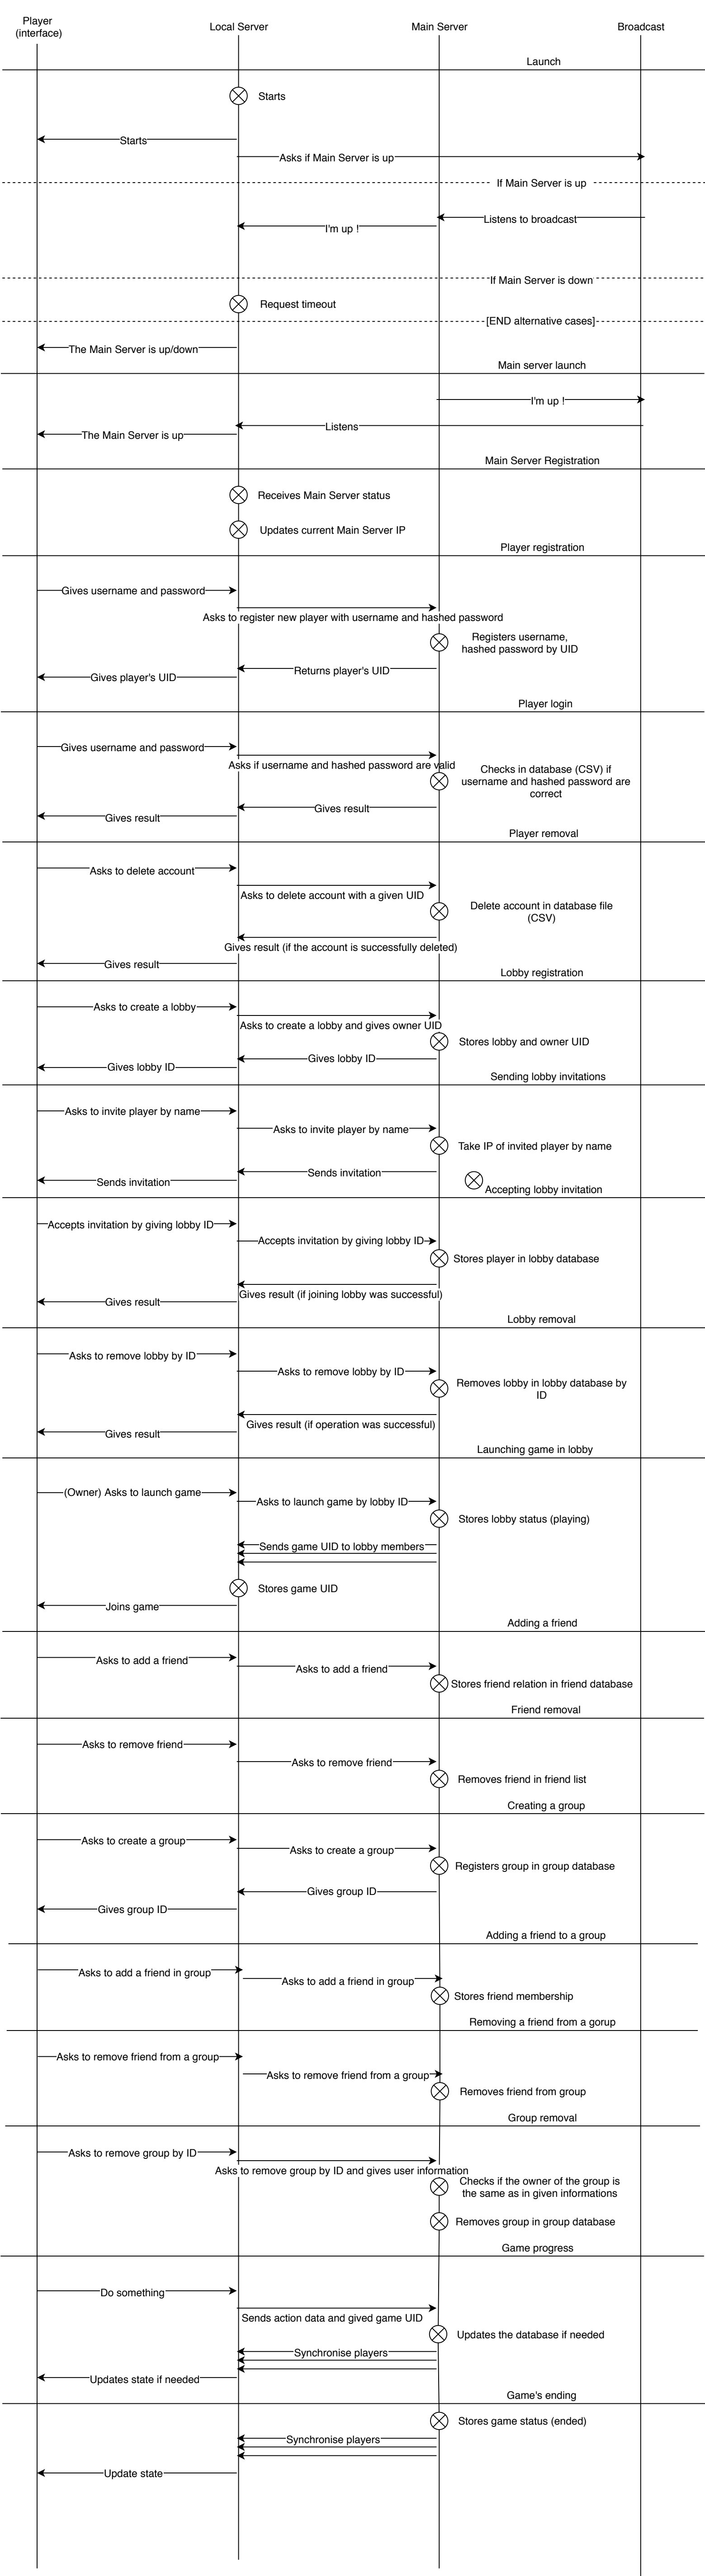 Player
(interface)
Local Server
Main Server
Broadcast
Launch
Starts
Starts
Asks if Main Server is up
If Main Server is up
Listens to broadcast
I'm up !
If Main Server is down
Request timeout
[END alternative cases]
The Main Server is up/down
Main server launch
I'm up !
Listens
The Main Server is up
Main Server Registration
Receives Main Server status
Updates current Main Server IP
Player registration
Gives username and password
Asks to register new player with username and hashed password
Registers username,
hashed password by UID
Returns player's UID
Gives player's UID
Player login
Gives username and password
Asks if username and hashed password are valid
Checks in database (CSV) if
username and hashed password are
correct
Gives result
Gives result
Player removal
Asks to delete account
Asks to delete account with a given UID
Delete account in database file
(CSV)
Gives result (if the account is successfully deleted)
Gives result
Lobby registration
Asks to create a lobby
Asks to create a lobby and gives owner UID
Stores lobby and owner UID
Gives lobby ID
Gives lobby ID
Sending lobby invitations
Asks to invite player by name
Asks to invite player by name
Take IP of invited player by name
Sends invitation
Sends invitation
Accepting lobby invitation
Accepts invitation by giving lobby ID
Accepts invitation by giving lobby ID
Stores player in lobby database
Gives result (if joining lobby was successful)
Gives result
Lobby removal
Asks to remove lobby by ID
Asks to remove lobby by ID
Removes lobby in lobby database by
ID
Gives result (if operation was successful)
Gives result
Launching game in lobby
(Owner) Asks to launch game
Asks to launch game by lobby ID
Stores lobby status (playing)
Sends game UID to lobby members
Stores game UID
Joins game
Adding a friend
Asks to add a friend
Asks to add a friend
Stores friend relation in friend database
Friend removal
Asks to remove friend
Asks to remove friend
Removes friend in friend list
Creating a group
Asks to create a group
Asks to create a group
Registers group in group database
Gives group ID
Gives group ID
Adding a friend to a group
Asks to add a friend in group
Asks to add a friend in group
Stores friend membership
Removing a friend from a gorup
Asks to remove friend from a group
Asks to remove friend from a group
Removes friend from group
Group removal
Asks to remove group by ID
Asks to remove group by ID and gives user information
Checks if the owner of the group is
the same as in given informations
Removes group in group database
Game progress
Do something
Sends action data and gived game UID
Updates the database if needed
Synchronise players
Updates state if needed
Game's ending
Stores game status (ended)
Synchronise players
Update state